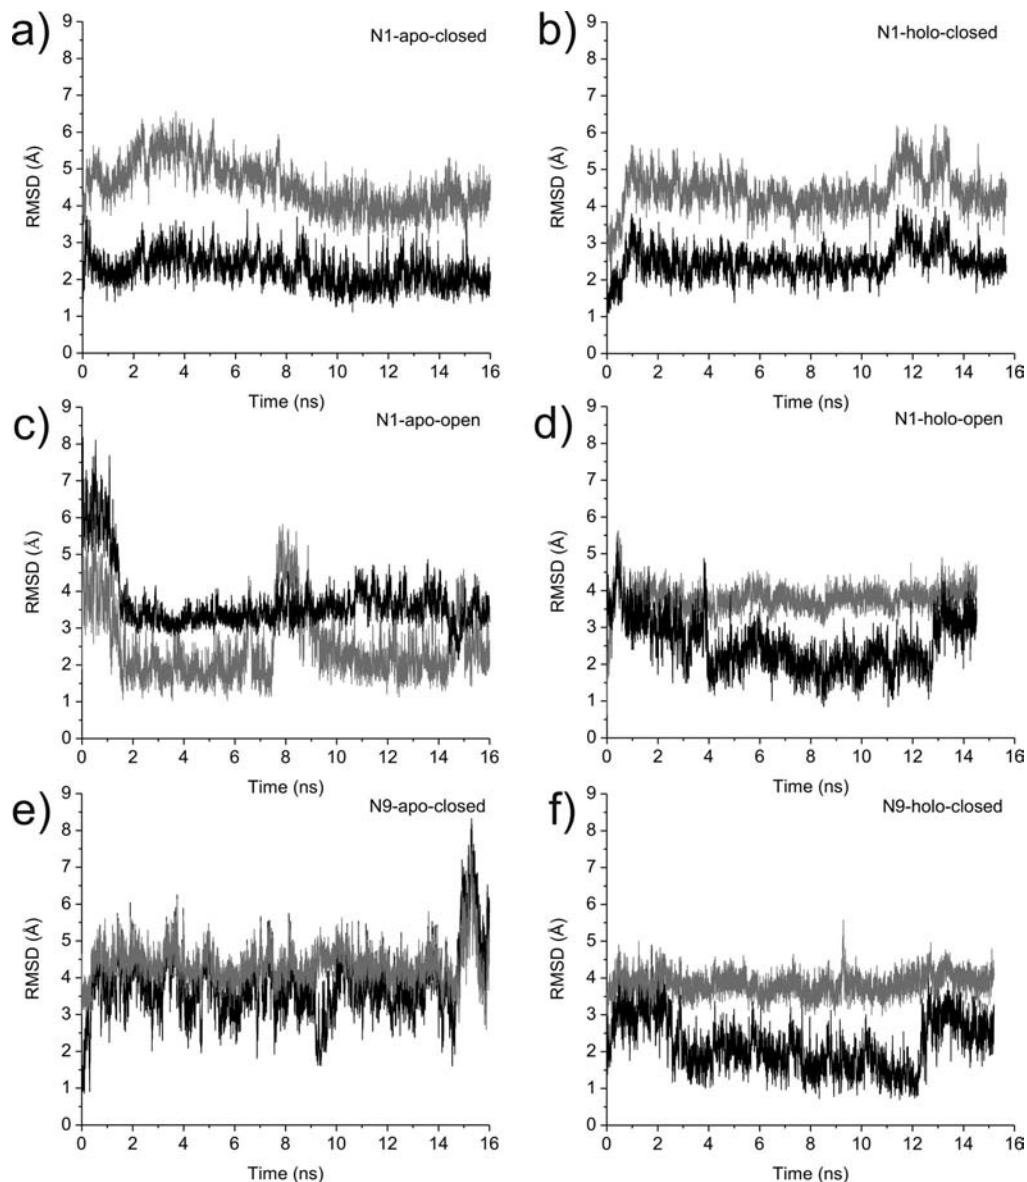 a)
N1-apo-closed
RMSD (Å)
9
8
7
6
5
4
3
2
1
0
0 2 4 6 8 10 12 14 16
Time (ns)
b)
N1-holo-closed
RMSD (Å)
9
8
7
6
5
4
3
2
1
0
0 2 4 6 8 10 12 14 16
Time (ns)
c)
N1-apo-open
RMSD (Å)
9
8
7
6
5
4
3
2
1
0
0 2 4 6 8 10 12 14 16
Time (ns)
d)
N1-holo-open
RMSD (Å)
9
8
7
6
5
4
3
2
1
0
0 2 4 6 8 10 12 14 16
Time (ns)
e)
N9-apo-closed
RMSD (Å)
9
8
7
6
5
4
3
2
1
0
0 2 4 6 8 10 12 14 16
Time (ns)
f)
N9-holo-closed
RMSD (Å)
9
8
7
6
5
4
3
2
1
0
0 2 4 6 8 10 12 14 16
Time (ns)